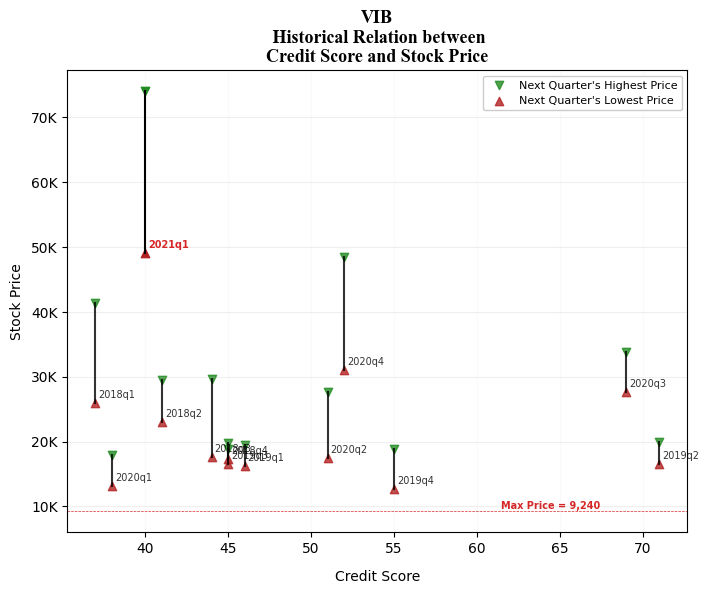 VIB
Historical Relation between
Credit Score and Stock Price
Next Quarter's Highest Price
Next Quarter's Lowest Price
70K
60K
50K
40K
30K
20K
10K
Stock Price
2021q1
2018q1
2018q2
2020q1
2019q1
2020q2
2020q4
2019q4
2020q3
2019q2
Max Price = 9,240
40
45
50
55
60
65
70
Credit Score